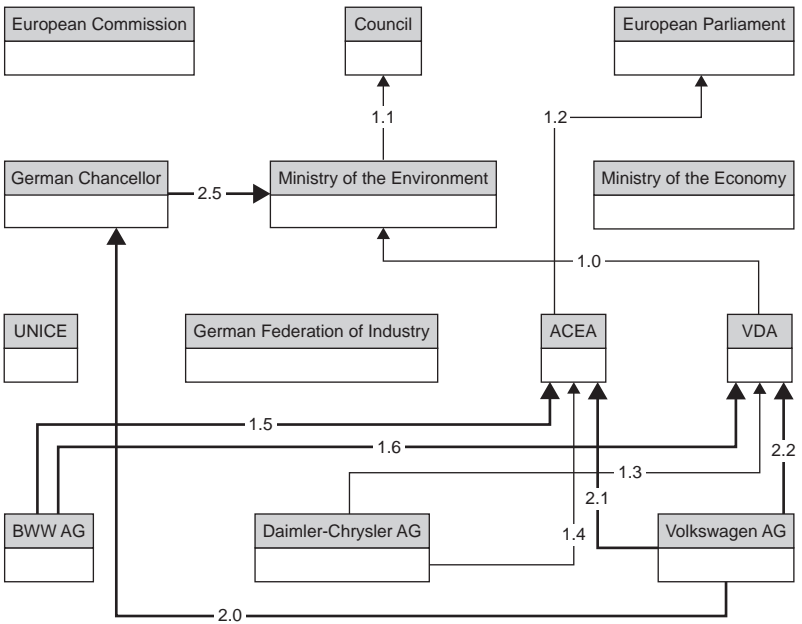 European Commission
Council
European Parliament
1.1
1.2
German Chancellor
2.5
Ministry of the Environment
Ministry of the Economy
1.0
UNICE
German Federation of Industry
ACEA
VDA
1.5
1.6
2.2
1.3
2.1
BWW AG
Daimler-Chrysler AG
1.4
Volkswagen AG
2.0